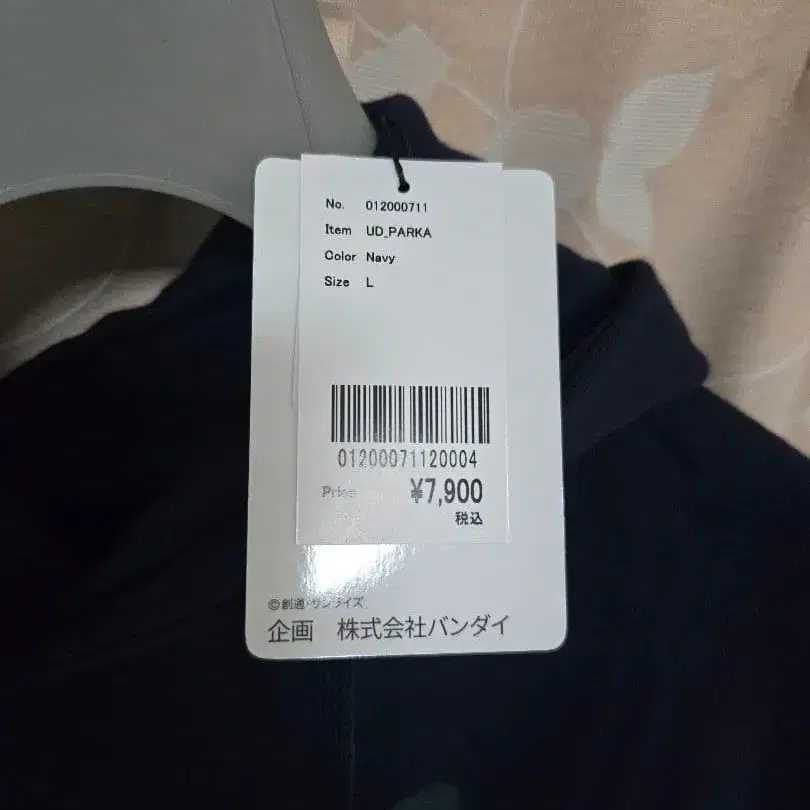 No. 012000711
Item UD_PARKA
Color Navy
Size L
01200071120004
Price ¥7,900
税込
©創通・サンライズ
企画 株式会社バンダイ